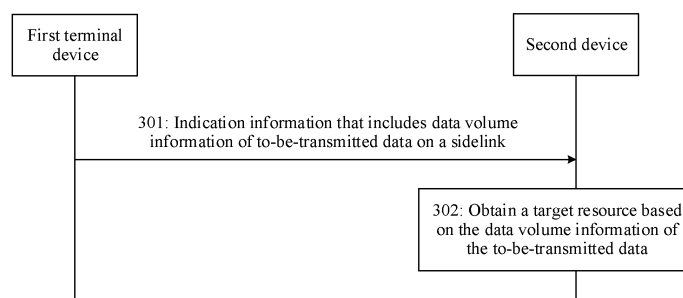 First terminal
device
Second device
301: Indication information that includes data volume
information of to-be-transmitted data on a sidelink
302: Obtain a target resource based
on the data volume information of
the to-be-transmitted data